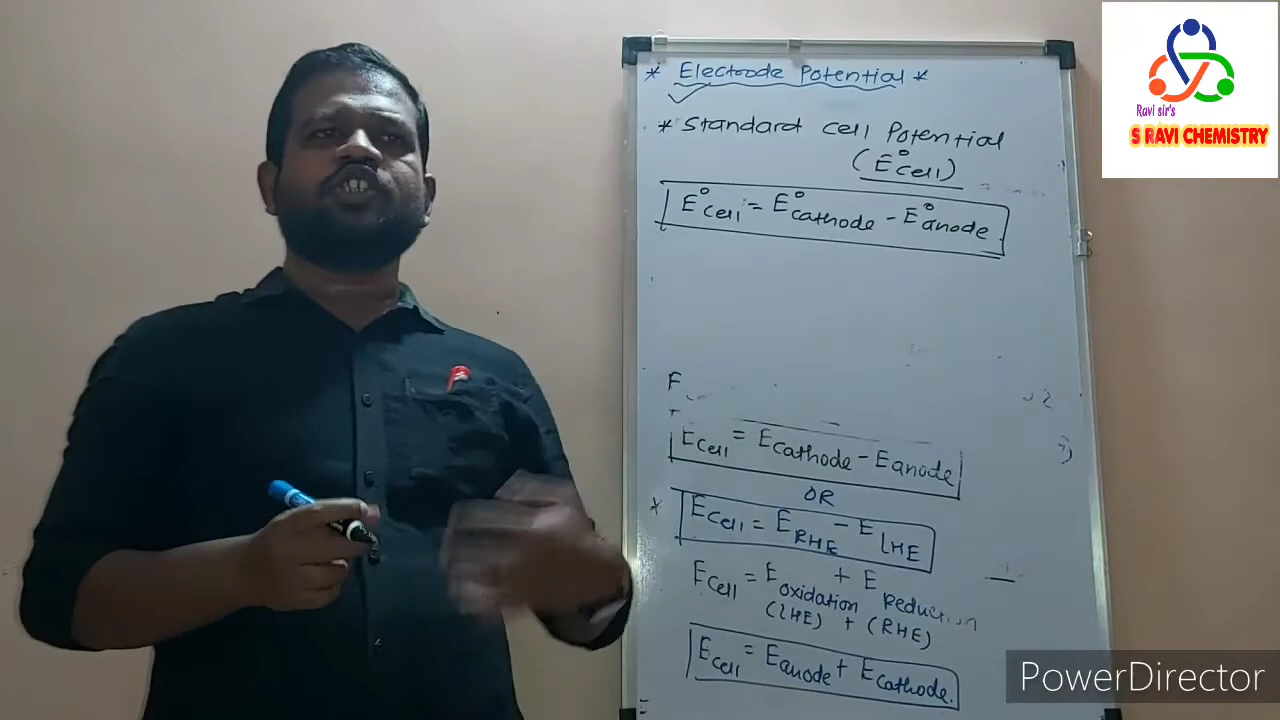 * Electrode Potential *
* Standard cell Potential
(E°cell)
E°cell = E°cathode - E°anode
F
Ecell = Ecathode - Eanode
OR
* Ecell = ERHE - ELHE
Ecell = Eoxidation + EReduction
(LHE) + (RHE)
Ecell = Eanode + Ecathode.
Ravi sir's
S RAVI CHEMISTRY
PowerDirector